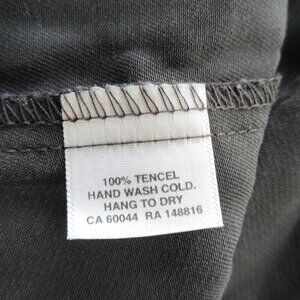 100% TENCEL
HAND WASH COLD.
HANG TO DRY
CA 60044 RA 148816